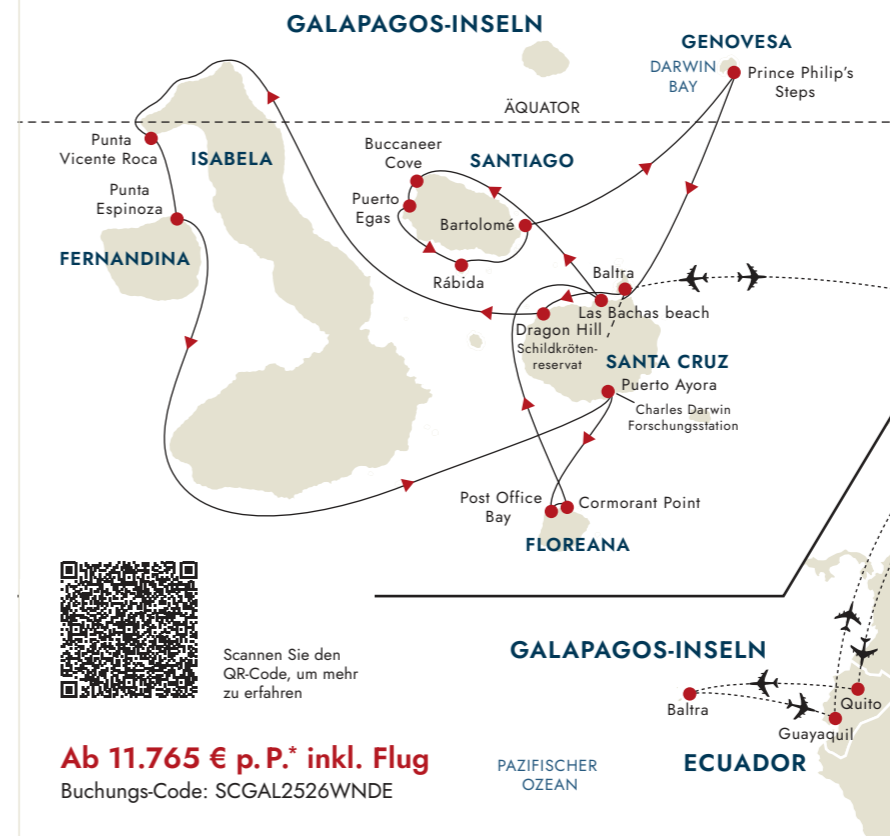 GALAPAGOS-INSELN
GENOVESA
DARWIN
BAY
Prince Philip's
Steps
ÄQUATOR
Punta
Vicente Roca
ISABELA
Buccaneer
Cove
SANTIAGO
Punta
Espinoza
Puerto
Egas
Bartolomé
FERNANDINA
Rábida
Baltra
Las Bachas beach
Dragon Hill
Schildkröten-
reservat
SANTA CRUZ
Puerto Ayora
Charles Darwin
Forschungsstation
Post Office
Bay
Cormorant Point
FLOREANA
Scannen Sie den
QR-Code, um mehr
zu erfahren
GALAPAGOS-INSELN
Baltra
Quito
Guayaquil
ECUADOR
PAZIFISCHER
OZEAN
Ab 11.765 € p. P.* inkl. Flug
Buchungs-Code: SCGAL2526WNDE